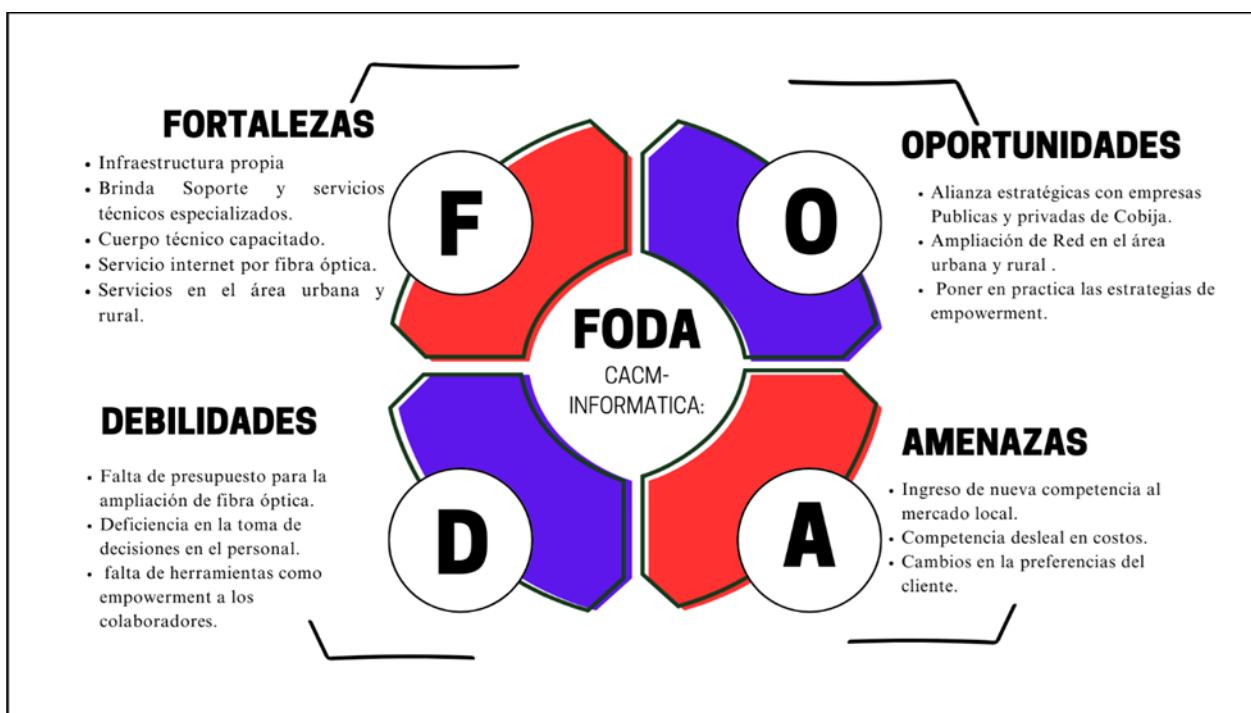 FORTALEZAS
• Infraestructura propia
• Brinda Soporte y servicios
técnicos especializados.
• Cuerpo técnico capacitado.
• Servicio internet por fibra óptica.
• Servicios en el área urbana y
rural.
F
O
OPORTUNIDADES
• Alianza estratégicas con empresas
Publicas y privadas de Cobija.
• Ampliación de Red en el área
urbana y rural .
• Poner en practica las estrategias de
empowerment.
FODA
CACM-
INFORMATICA:
DEBILIDADES
• Falta de presupuesto para la
ampliación de fibra óptica.
• Deficiencia en la toma de
decisiones en el personal.
• falta de herramientas como
empowerment a los
colaboradores.
D
A
AMENAZAS
• Ingreso de nueva competencia al
mercado local.
• Competencia desleal en costos.
• Cambios en la preferencias del
cliente.